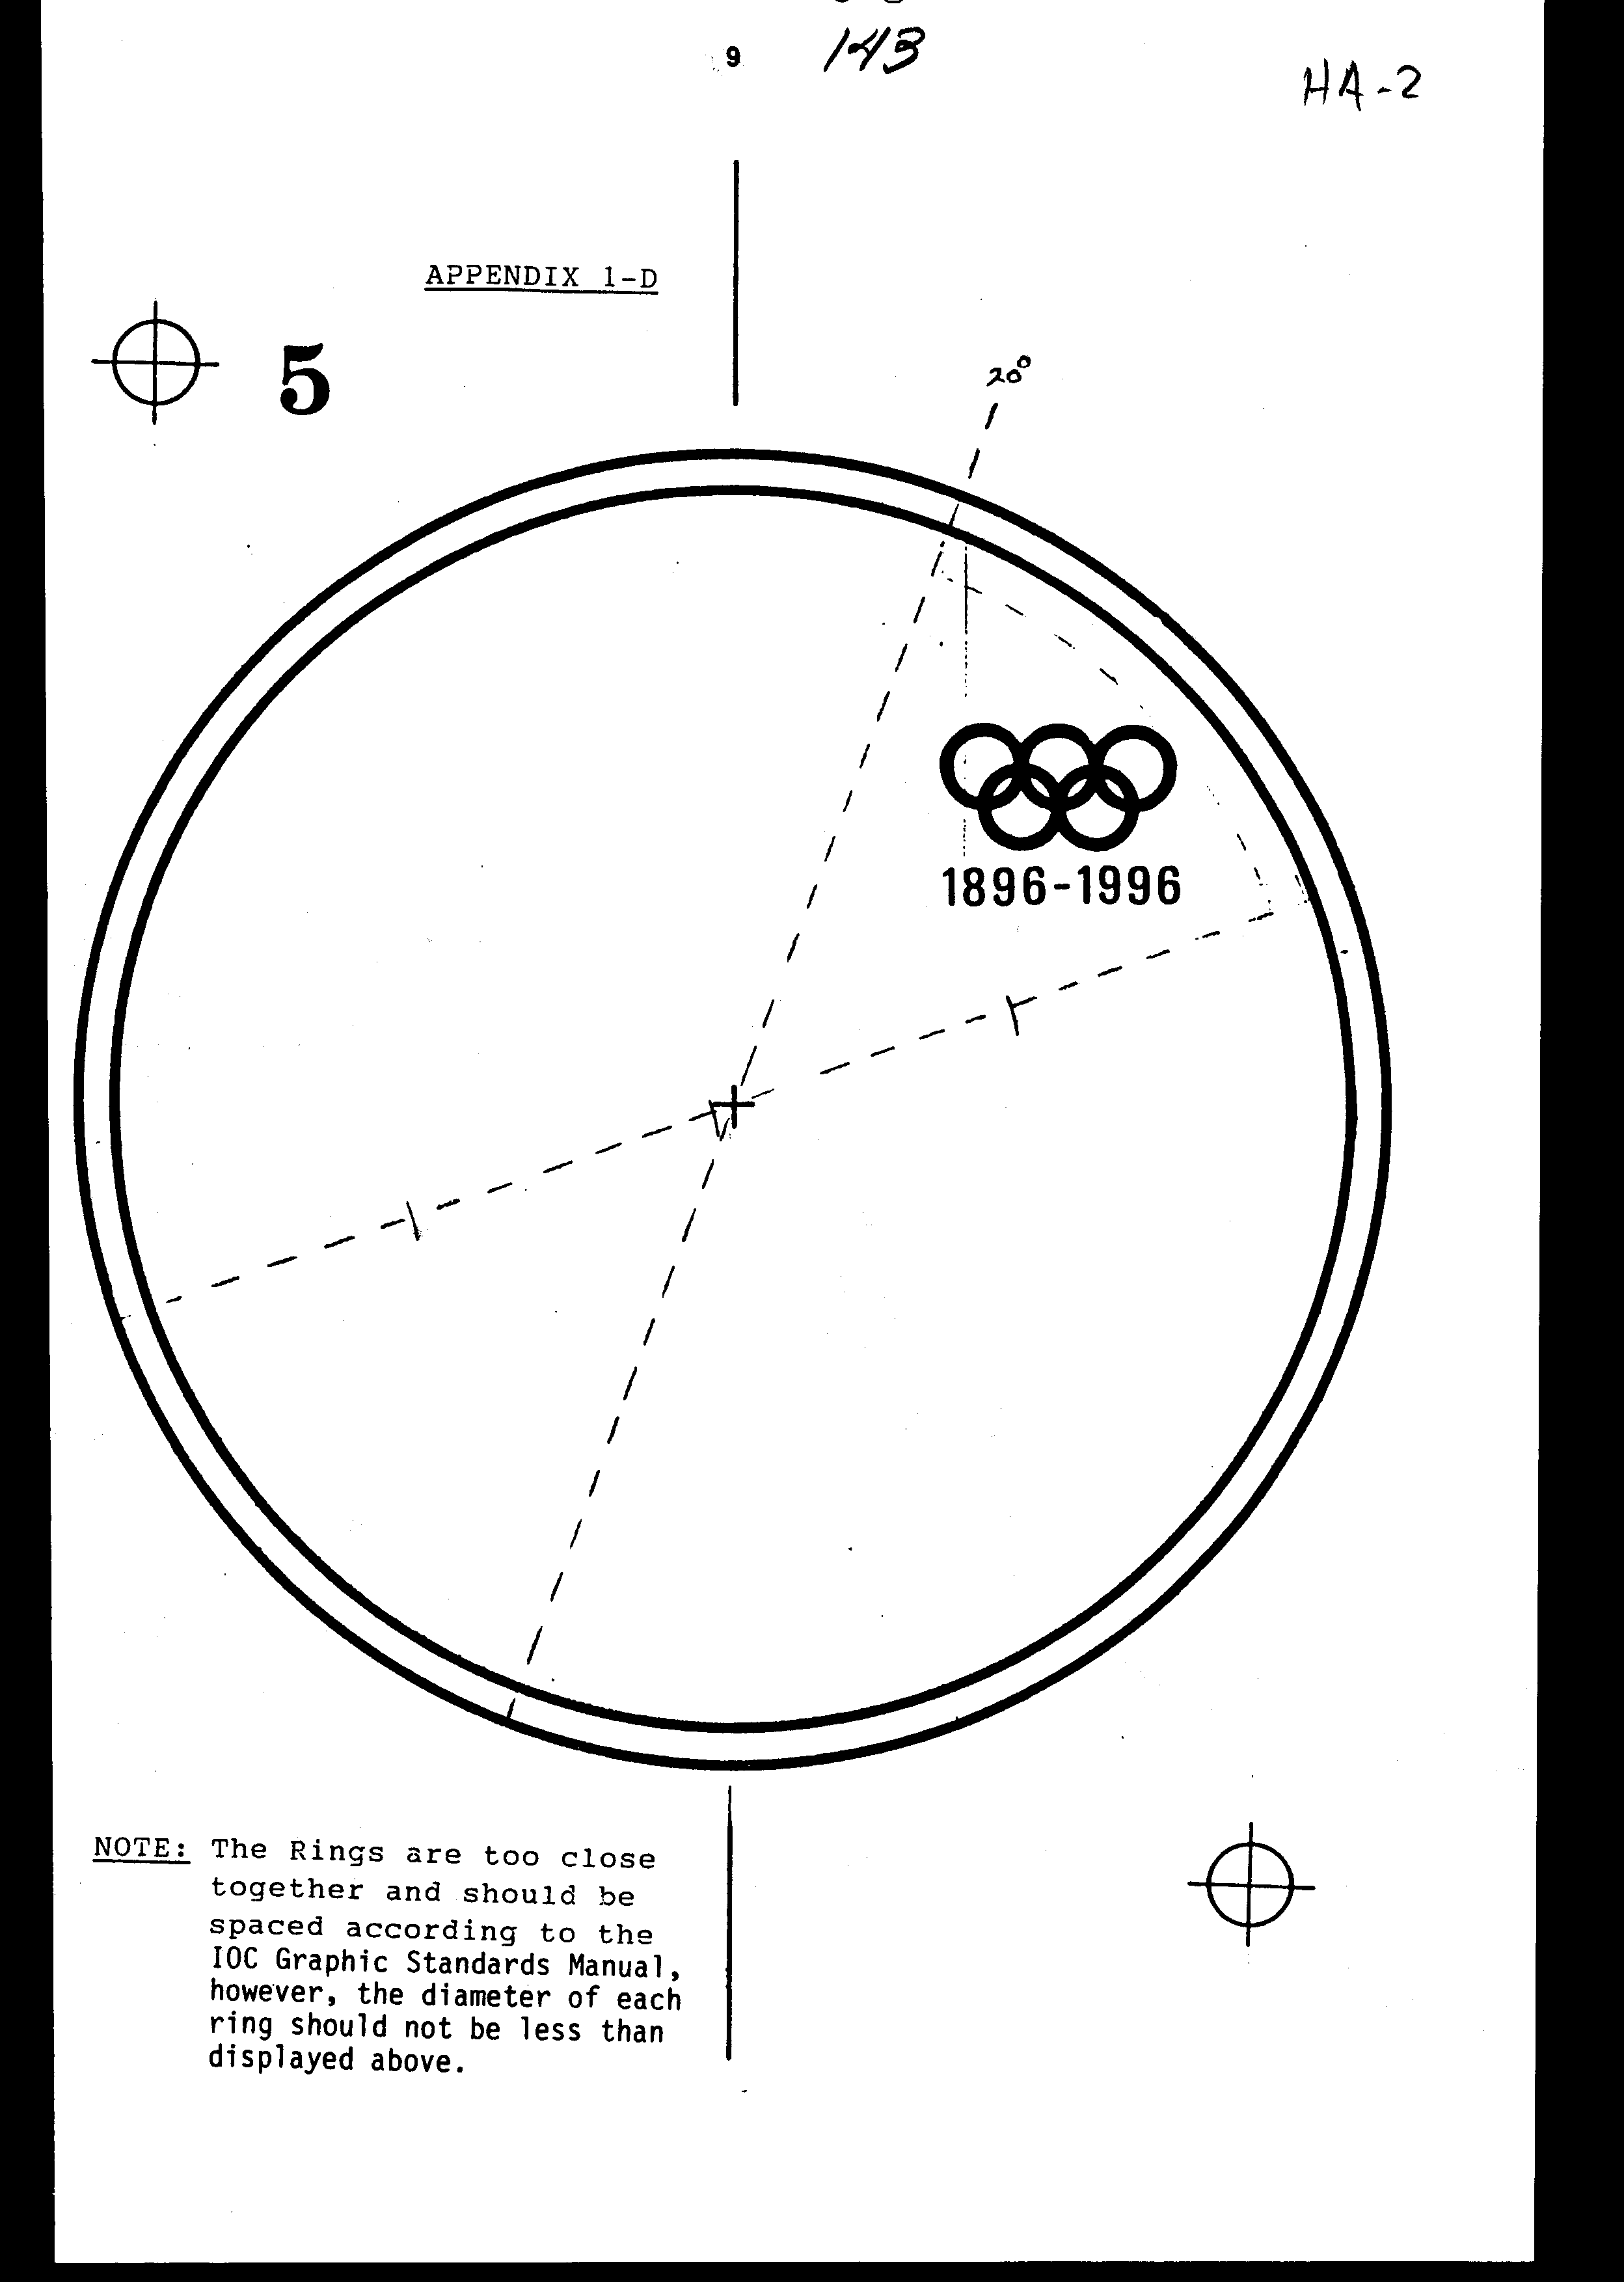 9 143
HA-2
APPENDIX 1-D
5
20°
1896-1996
NOTE: The Rings are too close
together and should be
spaced according to the
IOC Graphic Standards Manual,
however, the diameter of each
ring should not be less than
displayed above.